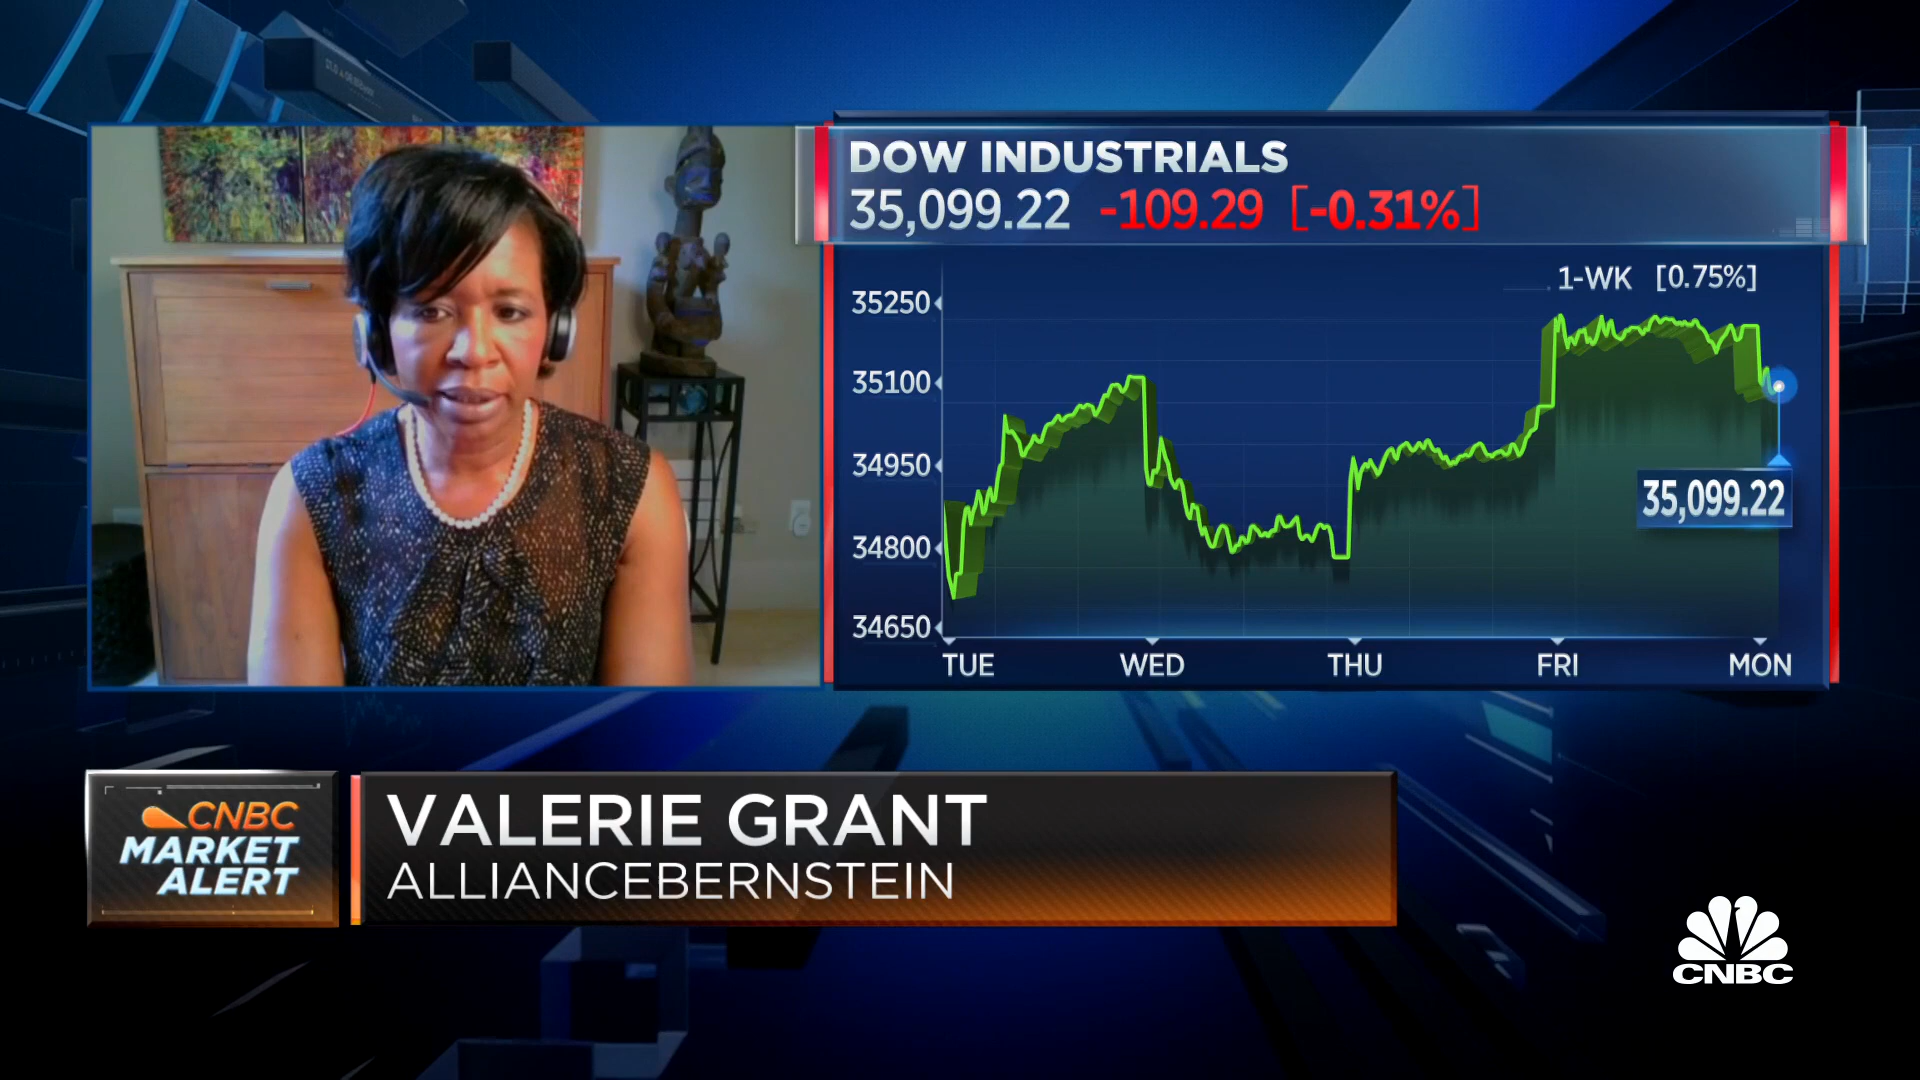 DOW INDUSTRIALS
35,099.22 -109.29 [-0.31%]
1-WK [0.75%]
35250
35100
34950
34800
34650
35,099.22
TUE WED THU FRI MON
CNBC
MARKET
ALERT
VALERIE GRANT
ALLIANCEBERNSTEIN
CNBC